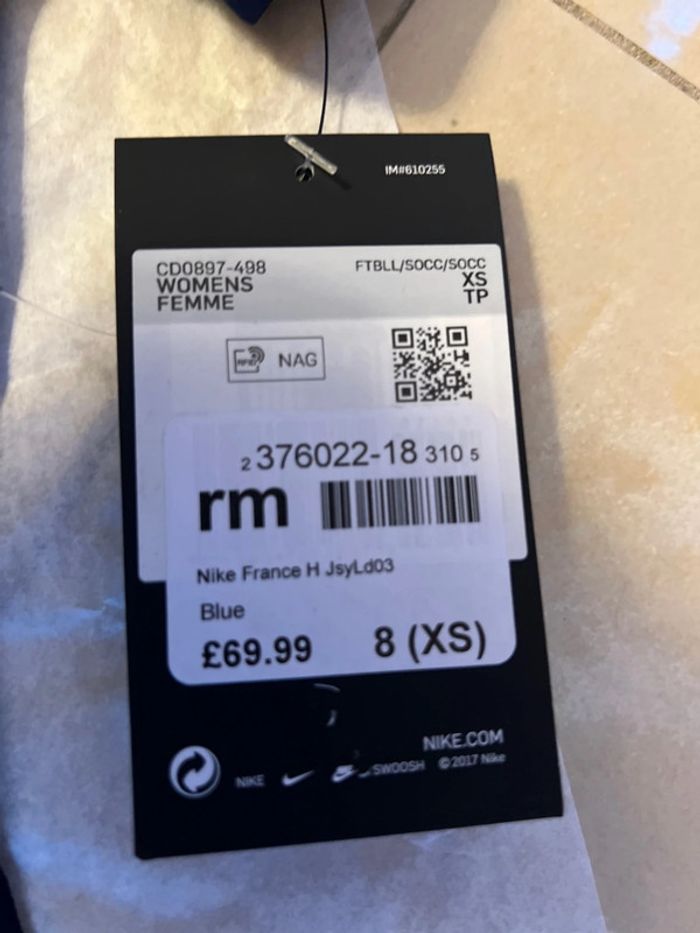 IM#610255
CD0897-498 FTBLL/SOCC/SOCC
WOMENS XS
FEMME TP
RFID NAG
2 376022-18 310 5
rm
Nike France H JsyLd03
Blue
£69.99 8 (XS)
NIKE.COM
NIKE SWOOSH ©2017 Nike